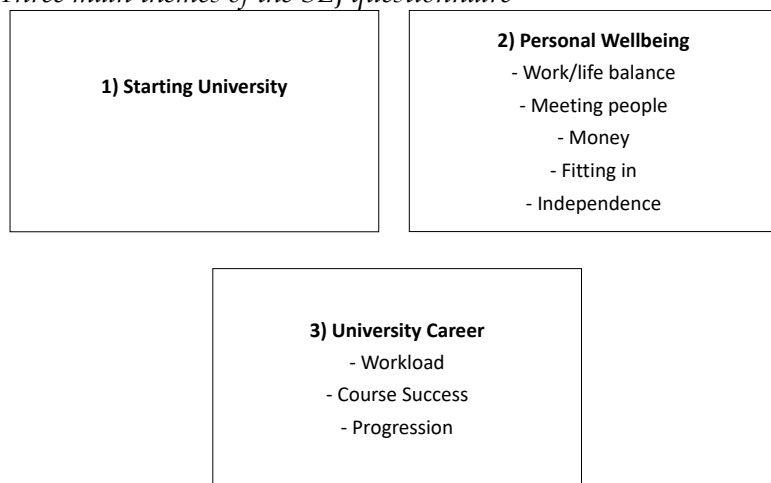 Three main themes of the SEJ questionnaire
1) Starting University
2) Personal Wellbeing
- Work/life balance
- Meeting people
- Money
- Fitting in
- Independence
3) University Career
- Workload
- Course Success
- Progression